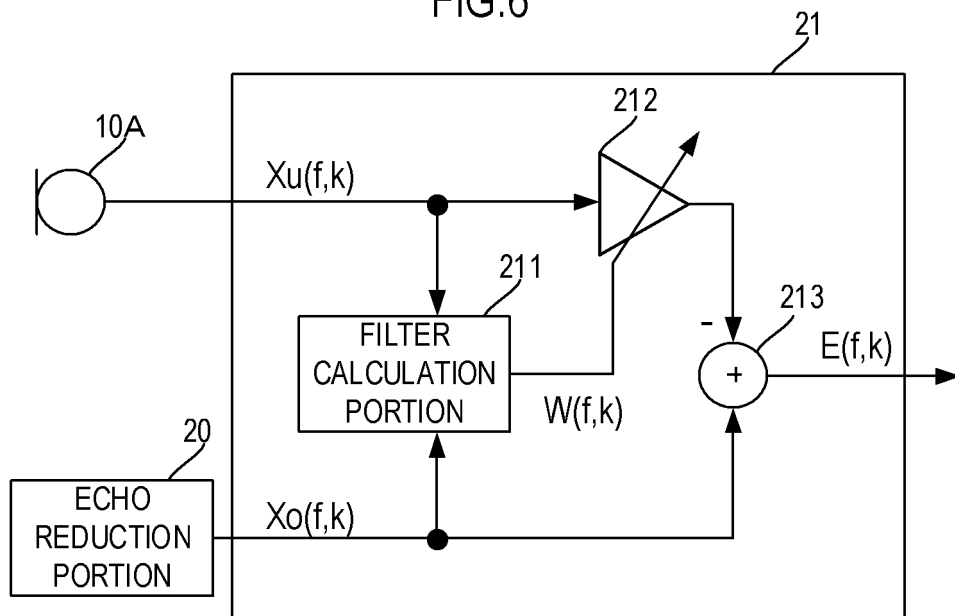 FIG.6
21
10A
212
Xu(f,k)
211
213
FILTER
CALCULATION
PORTION
-
+
E(f,k)
W(f,k)
20
ECHO
REDUCTION
PORTION
Xo(f,k)